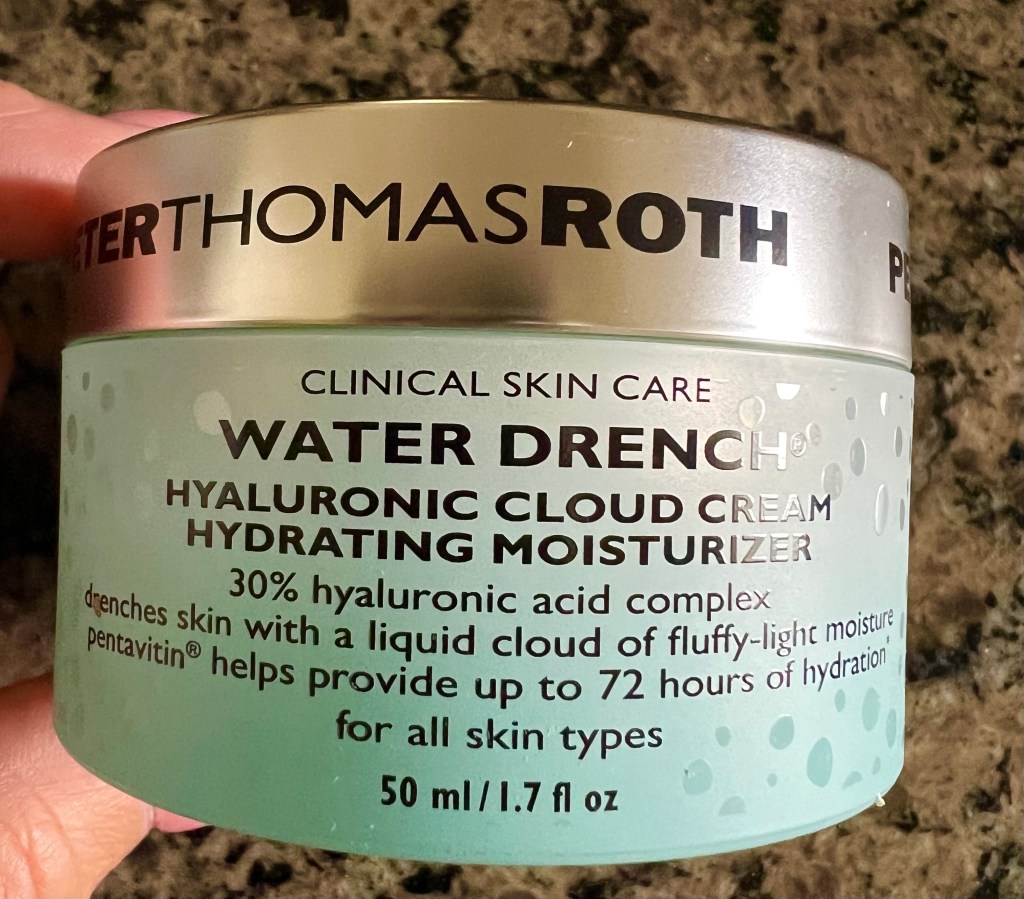 ETERTHOMASROTH PE
CLINICAL SKIN CARE
WATER DRENCH®
HYALURONIC CLOUD CREAM
HYDRATING MOISTURIZER
30% hyaluronic acid complex
drenches skin with a liquid cloud of fluffy-light moisture
pentavitin® helps provide up to 72 hours of hydration*
for all skin types
50 ml/1.7 fl oz